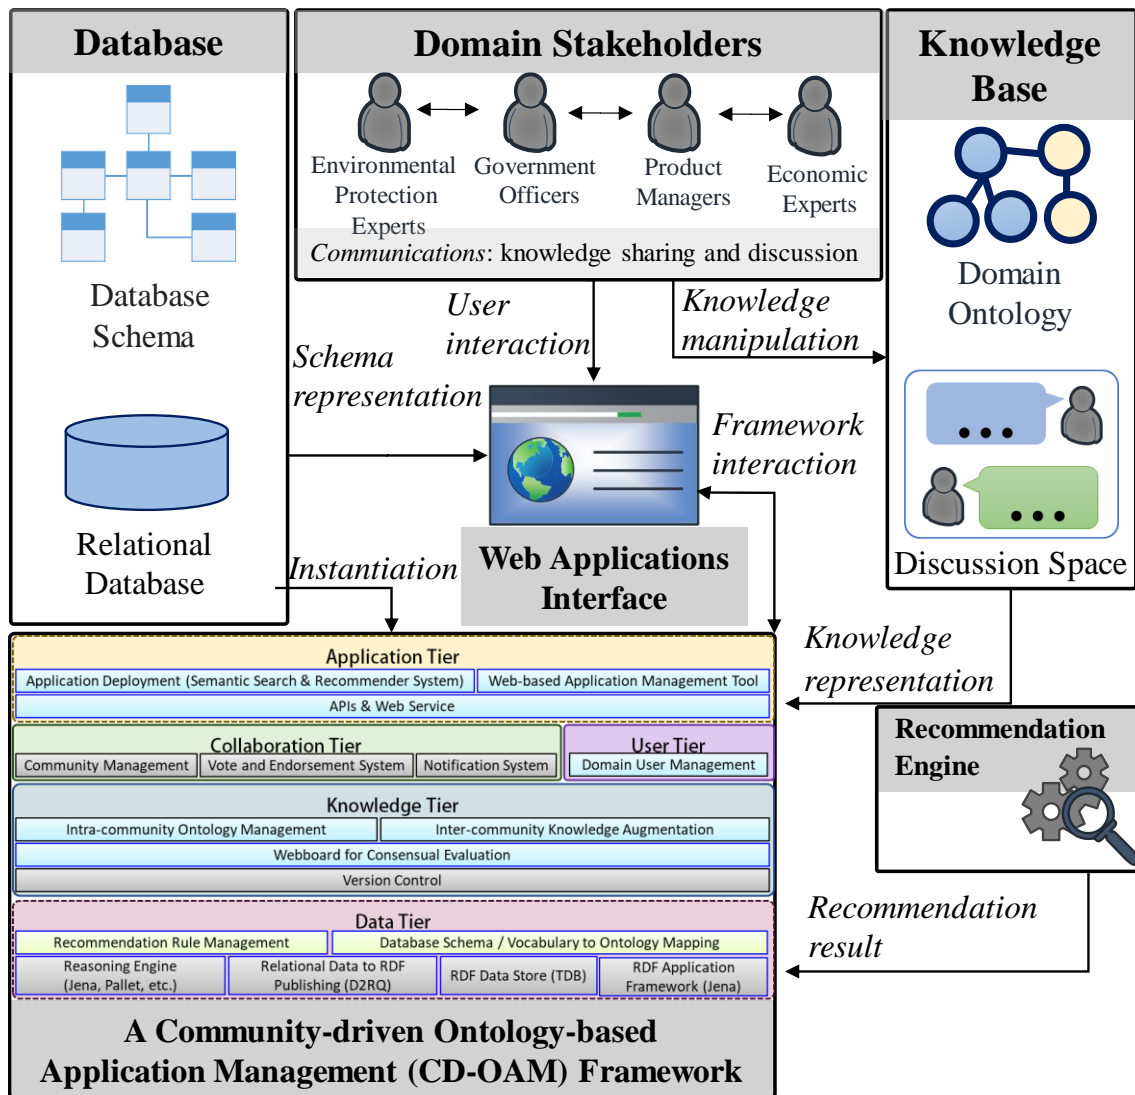 Database
Database
Schema
Relational
Database
Domain Stakeholders
Environmental
Protection
Experts
Government
Officers
Product
Managers
Economic
Experts
Communications: knowledge sharing and discussion
Knowledge
Base
Domain
Ontology
Discussion Space
User
interaction
Knowledge
manipulation
Schema
representation
Framework
interaction
Web Applications
Interface
Instantiation
Knowledge
representation
Application Tier
Application Deployment (Semantic Search & Recommender System)
Web-based Application Management Tool
APIs & Web Service
Collaboration Tier
Community Management
Vote and Endorsement System
Notification System
User Tier
Domain User Management
Knowledge Tier
Intra-community Ontology Management
Inter-community Knowledge Augmentation
Webboard for Consensual Evaluation
Version Control
Data Tier
Recommendation Rule Management
Database Schema / Vocabulary to Ontology Mapping
Reasoning Engine
(Jena, Pallet, etc.)
Relational Data to RDF
Publishing (D2RQ)
RDF Data Store (TDB)
RDF Application
Framework (Jena)
A Community-driven Ontology-based
Application Management (CD-OAM) Framework
Recommendation
Engine
Recommendation
result